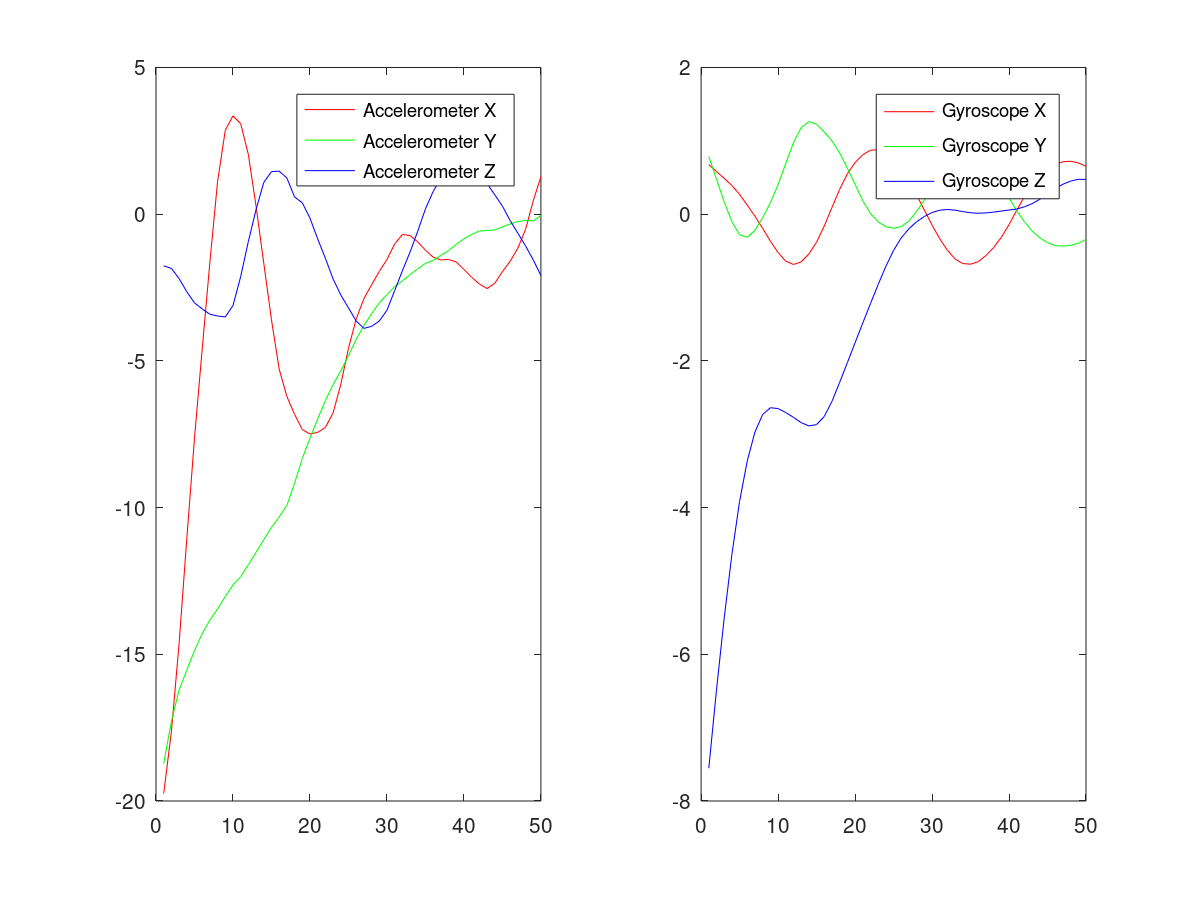 5
0
-5
-10
-15
-20
0 10 20 30 40 50
Accelerometer X
Accelerometer Y
Accelerometer Z
2
0
-2
-4
-6
-8
0 10 20 30 40 50
Gyroscope X
Gyroscope Y
Gyroscope Z